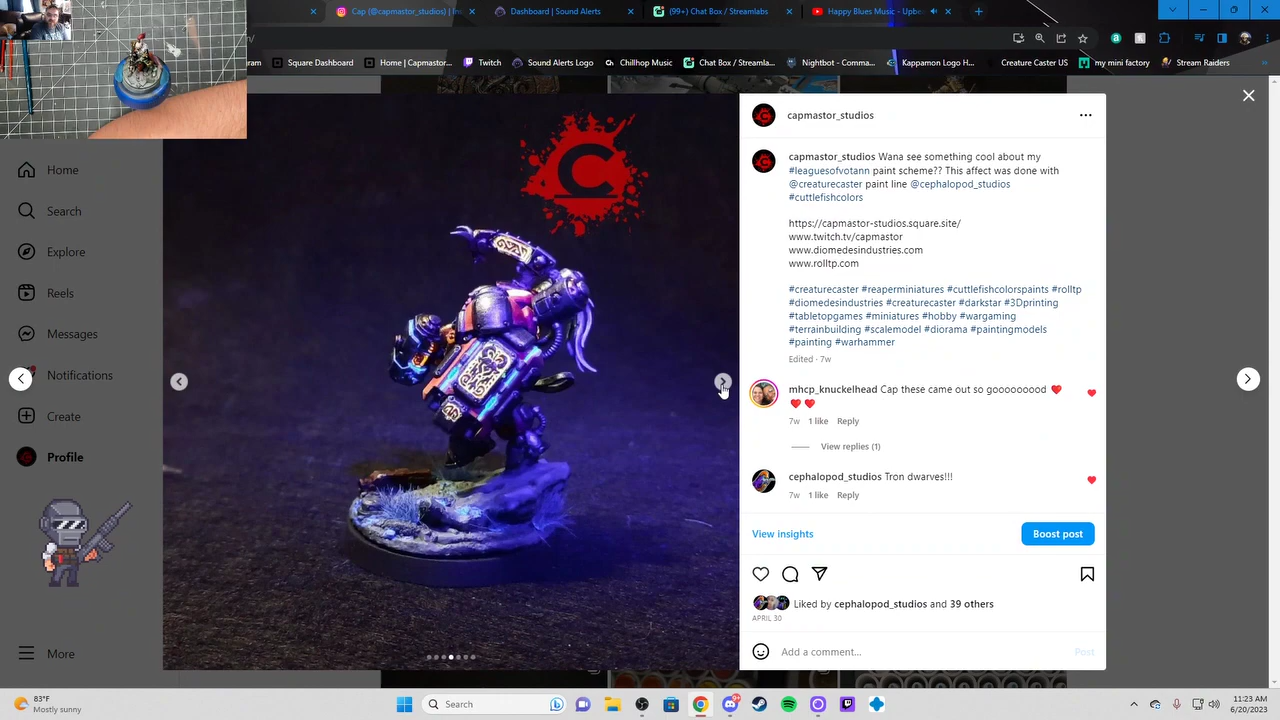 Cap (@capmastor_studios) | In
Dashboard | Sound Alerts
(99+) Chat Box / Streamlabs
Happy Blues Music - Upbe
Square Dashboard
Home | Capmastor...
Twitch
Sound Alerts Logo
Chillhop Music
Chat Box / Streamla...
Nightbot - Comma...
Kappamon Logo H...
Creature Caster US
my mini factory
Stream Raiders
Home
Search
Explore
Reels
Messages
Notifications
Create
Profile
More
C
capmastor_studios
capmastor_studios Wana see something cool about my
#leaguesofvotann paint scheme?? This affect was done with
@creaturecaster paint line @cephalopod_studios
#cuttlefishcolors
https://capmastor-studios.square.site/
www.twitch.tv/capmastor
www.diomedesindustries.com
www.rolltp.com
#creaturecaster #reaperminiatures #cuttlefishcolorspaints #rolltp
#diomedesindustries #creaturecaster #darkstar #3Dprinting
#tabletopgames #miniatures #hobby #wargaming
#terrainbuilding #scalemodel #diorama #paintingmodels
#painting #warhammer
Edited · 7w
mhcp_knuckelhead Cap these came out so gooooooood ❤️
❤️ ❤️
7w 1 like Reply
View replies (1)
cephalopod_studios Tron dwarves!!!
7w 1 like Reply
View insights
Boost post
Liked by cephalopod_studios and 39 others
APRIL 30
Add a comment...
Post
83°F
Mostly sunny
Search
9+
11:23 AM
6/20/2023